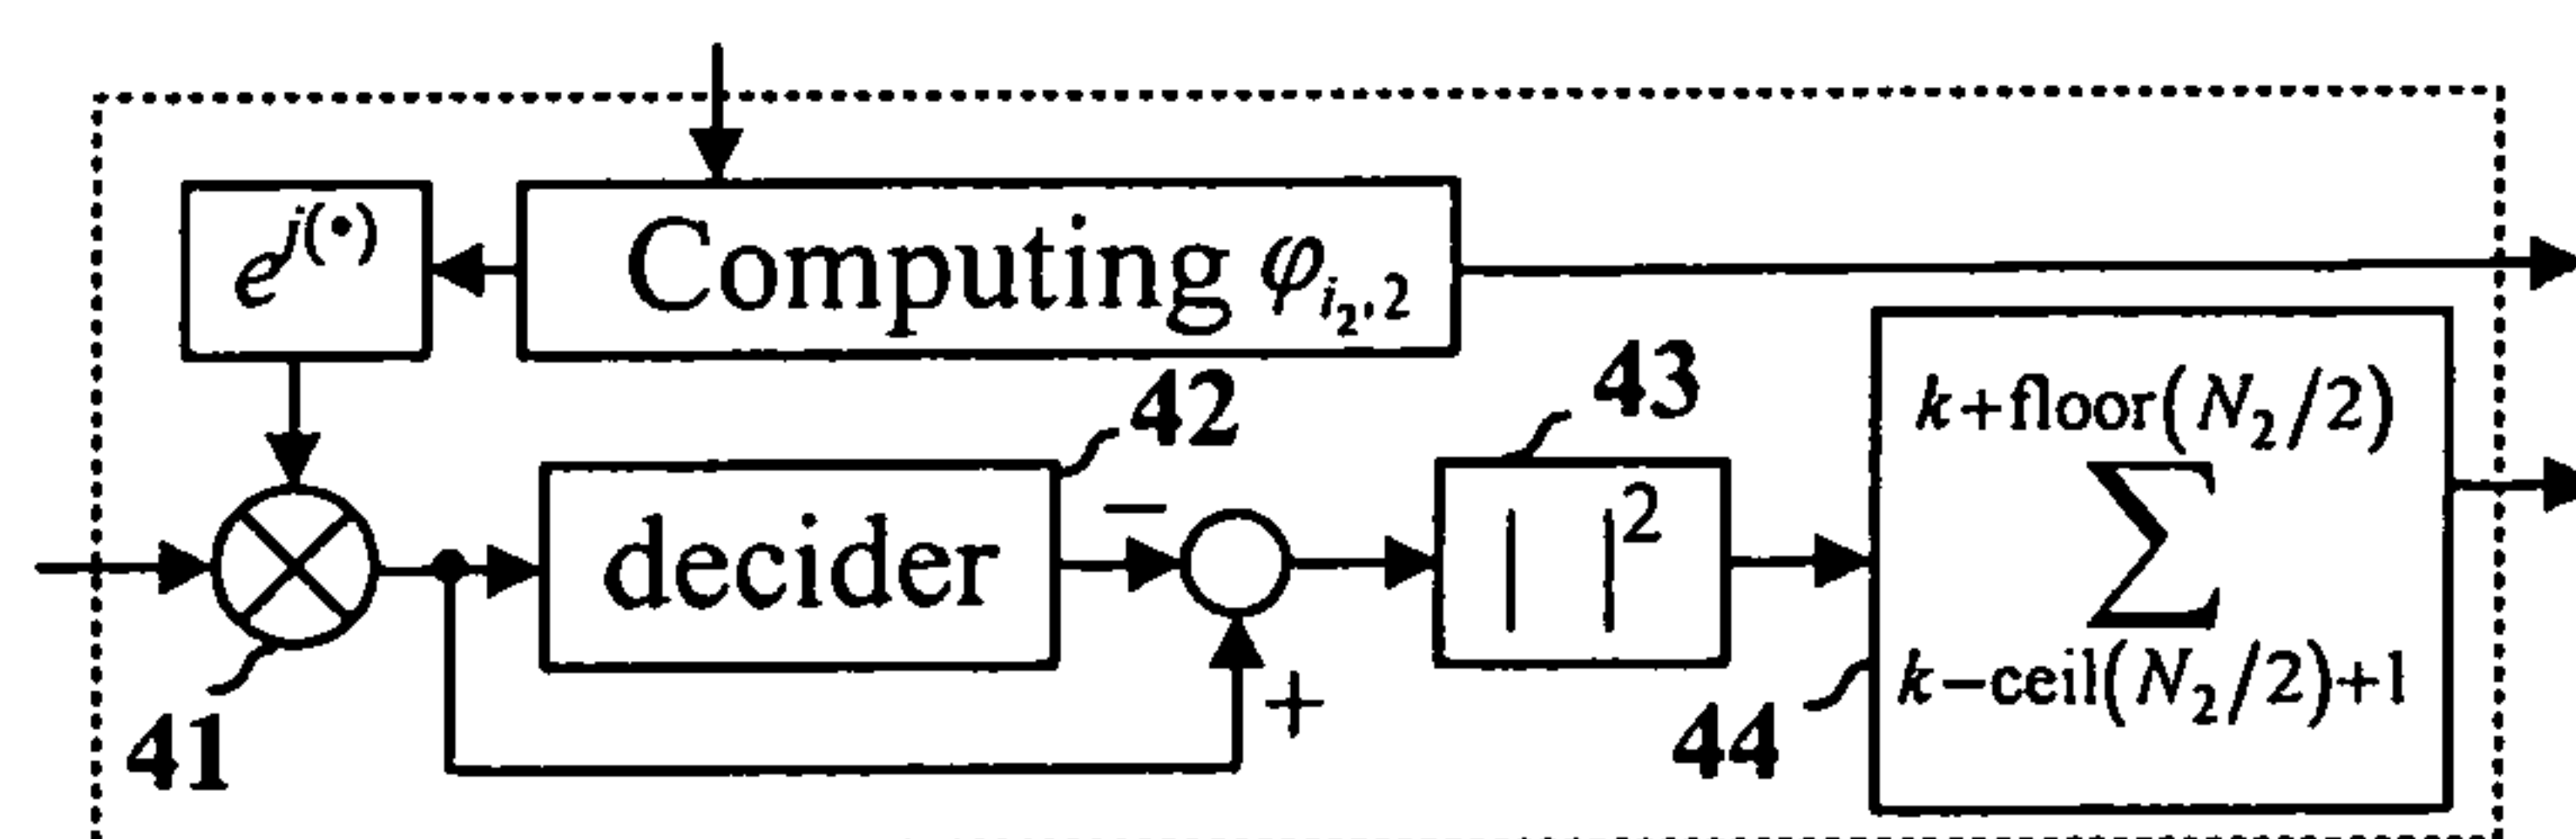 e^{j(•)}
Computing φ_{i_2,2}
42
43
k+floor(N_2/2)
decider
−
| |^2
∑
+
k−ceil(N_2/2)+1
41
44